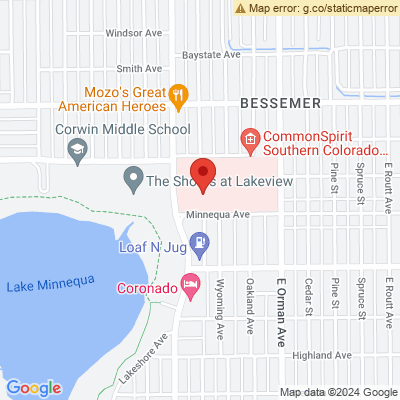 Map error: g.co/staticmaperror
Windsor Ave
Baystate Ave
Smith Ave
Mozo's Great
American Heroes
BESSEMER
Corwin Middle School
CommonSpirit
Southern Colorado...
The Shores at Lakeview
Pine St
Spruce St
E Routt Ave
Minnequa Ave
Loaf N Jug
Lake Minnequa
Coronado
Wyoming Ave
Oakland Ave
E Orman Ave
Cedar St
Pine St
Spruce St
E Routt Ave
Lakeshore Ave
Highland Ave
Google
Map data ©2024 Google